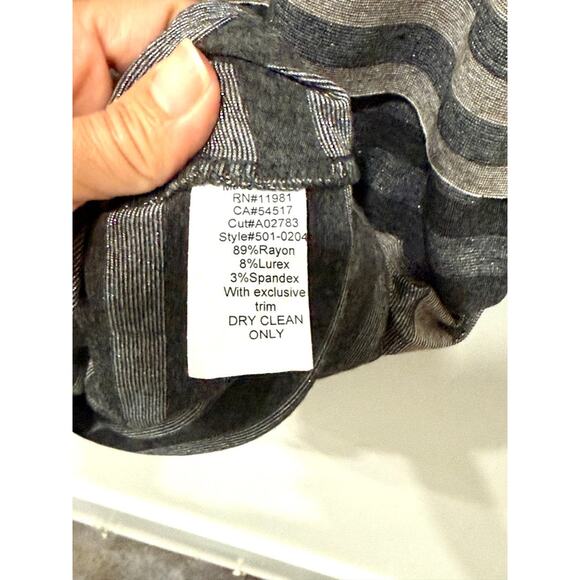 RN#11981
CA#54517
Cut#A02783
Style#501-0204
89%Rayon
8%Lurex
3%Spandex
With exclusive
trim
DRY CLEAN
ONLY